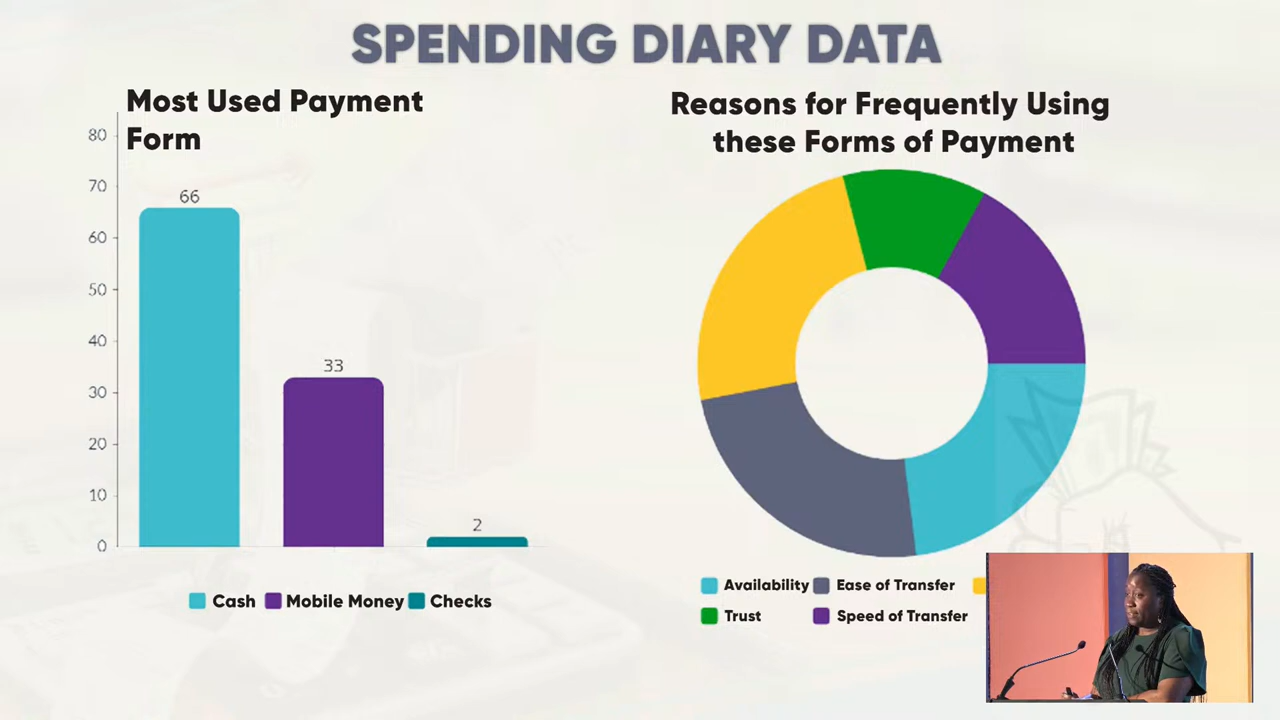 SPENDING DIARY DATA
Most Used Payment
Form
80
70
60
50
40
30
20
10
0
66
33
2
Cash
Mobile Money
Checks
Reasons for Frequently Using
these Forms of Payment
Availability
Ease of Transfer
Trust
Speed of Transfer